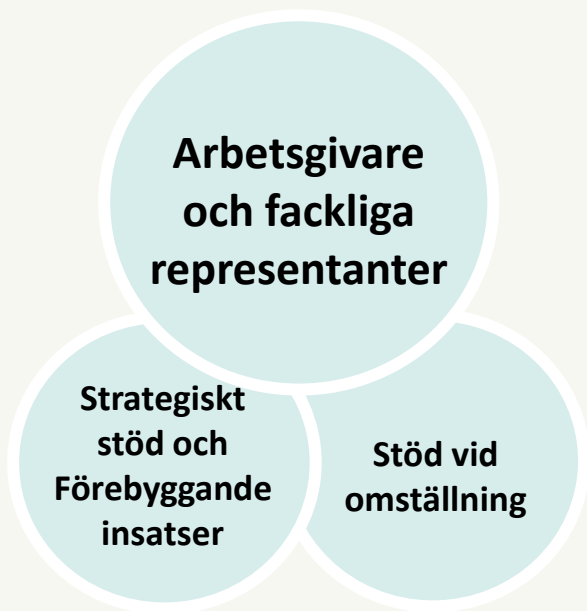 Arbetsgivare
och fackliga
representanter
Strategiskt
stöd och
Förebyggande
insatser
Stöd vid
omställning